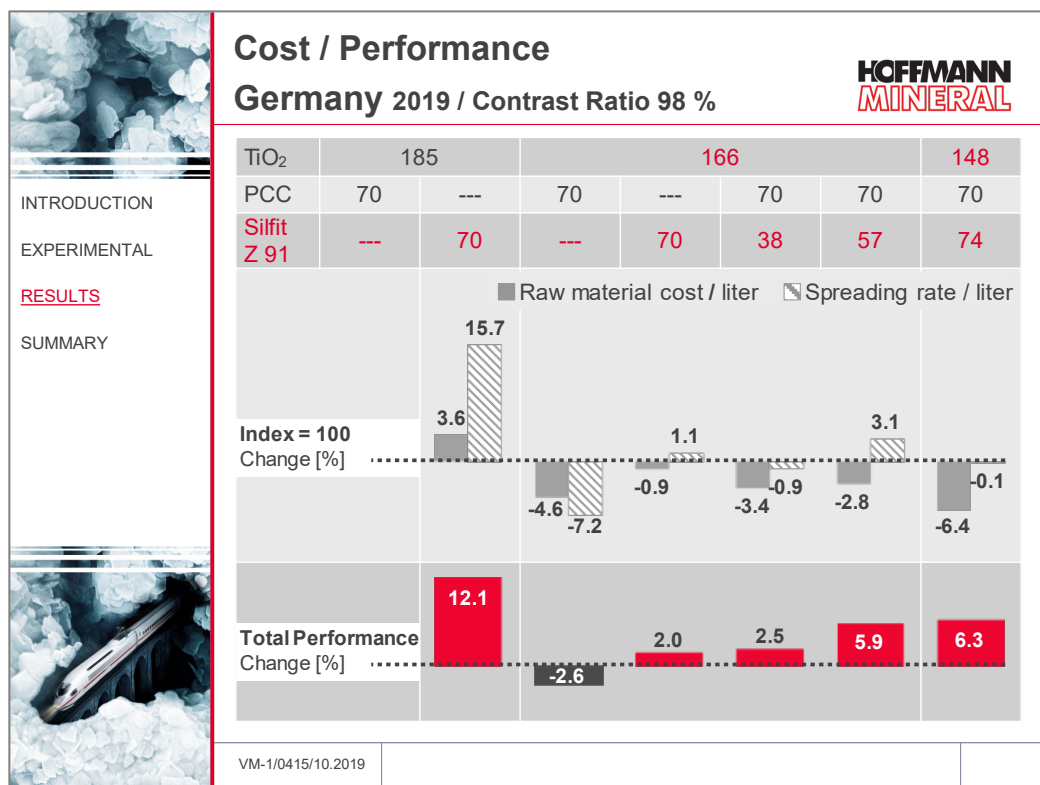 Cost / Performance
Germany 2019 / Contrast Ratio 98 %
HOFFMANN
MINERAL
INTRODUCTION
EXPERIMENTAL
RESULTS
SUMMARY
TiO₂ 185 166 148
PCC 70 --- 70 --- 70 70 70
Silfit
Z 91 --- 70 --- 70 38 57 74
Raw material cost / liter Spreading rate / liter
15.7
3.6 1.1 3.1
Index = 100
Change [%]
-4.6 -7.2 -0.9 -3.4 -0.9 -2.8 -6.4 -0.1
12.1 2.0 2.5 5.9 6.3
Total Performance
Change [%]
-2.6
VM-1/0415/10.2019